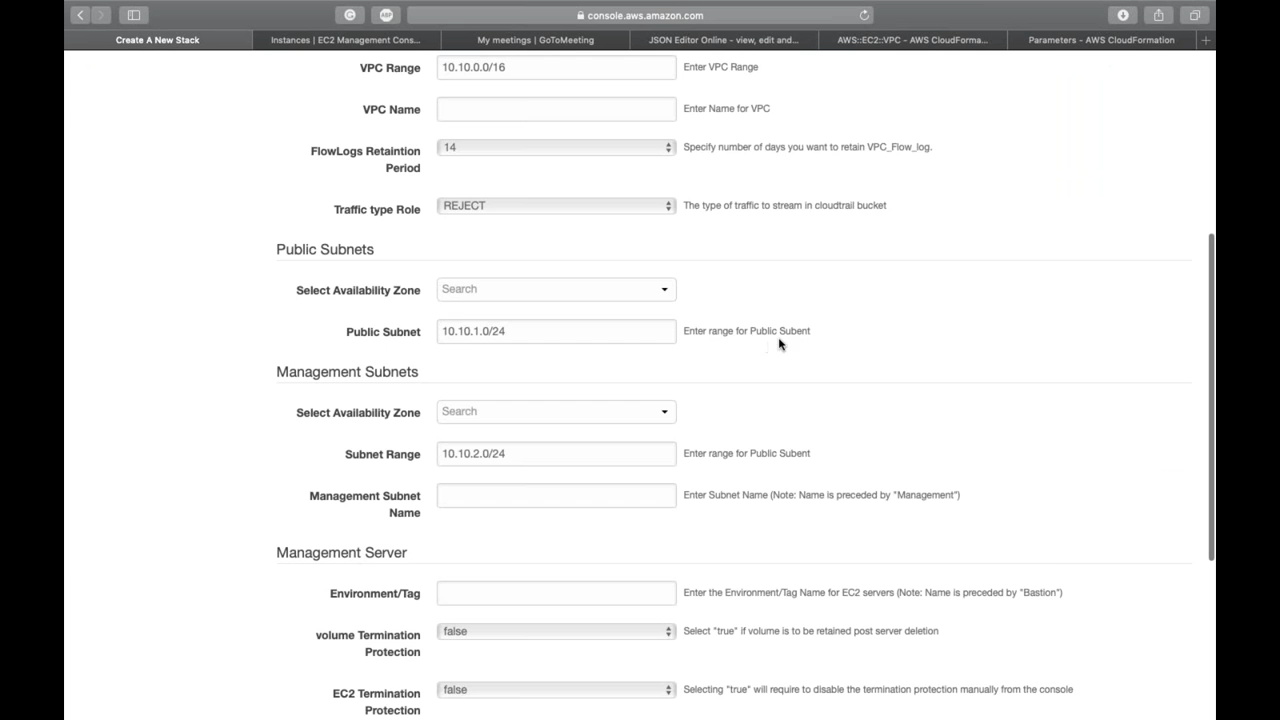 console.aws.amazon.com
Create A New Stack
Instances | EC2 Management Cons...
My meetings | GoToMeeting
JSON Editor Online - view, edit and...
AWS::EC2::VPC - AWS CloudForma...
Parameters - AWS CloudFormation
VPC Range 10.10.0.0/16 Enter VPC Range
VPC Name Enter Name for VPC
FlowLogs Retaintion Period 14 Specify number of days you want to retain VPC_Flow_log.
Traffic type Role REJECT The type of traffic to stream in cloudtrail bucket
Public Subnets
Select Availability Zone Search
Public Subnet 10.10.1.0/24 Enter range for Public Subent
Management Subnets
Select Availability Zone Search
Subnet Range 10.10.2.0/24 Enter range for Public Subent
Management Subnet Name Enter Subnet Name (Note: Name is preceded by "Management")
Management Server
Environment/Tag Enter the Environment/Tag Name for EC2 servers (Note: Name is preceded by "Bastion")
volume Termination Protection false Select "true" if volume is to be retained post server deletion
EC2 Termination Protection false Selecting "true" will require to disable the termination protection manually from the console